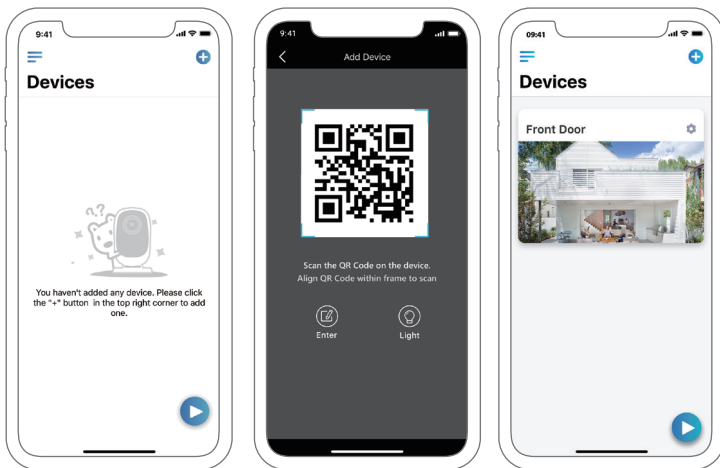 9:41
Devices
You haven't added any device. Please click
the "+" button in the top right corner to add
one.
9:41
Add Device
Scan the QR Code on the device.
Align QR Code within frame to scan
Enter
Light
09:41
Devices
Front Door